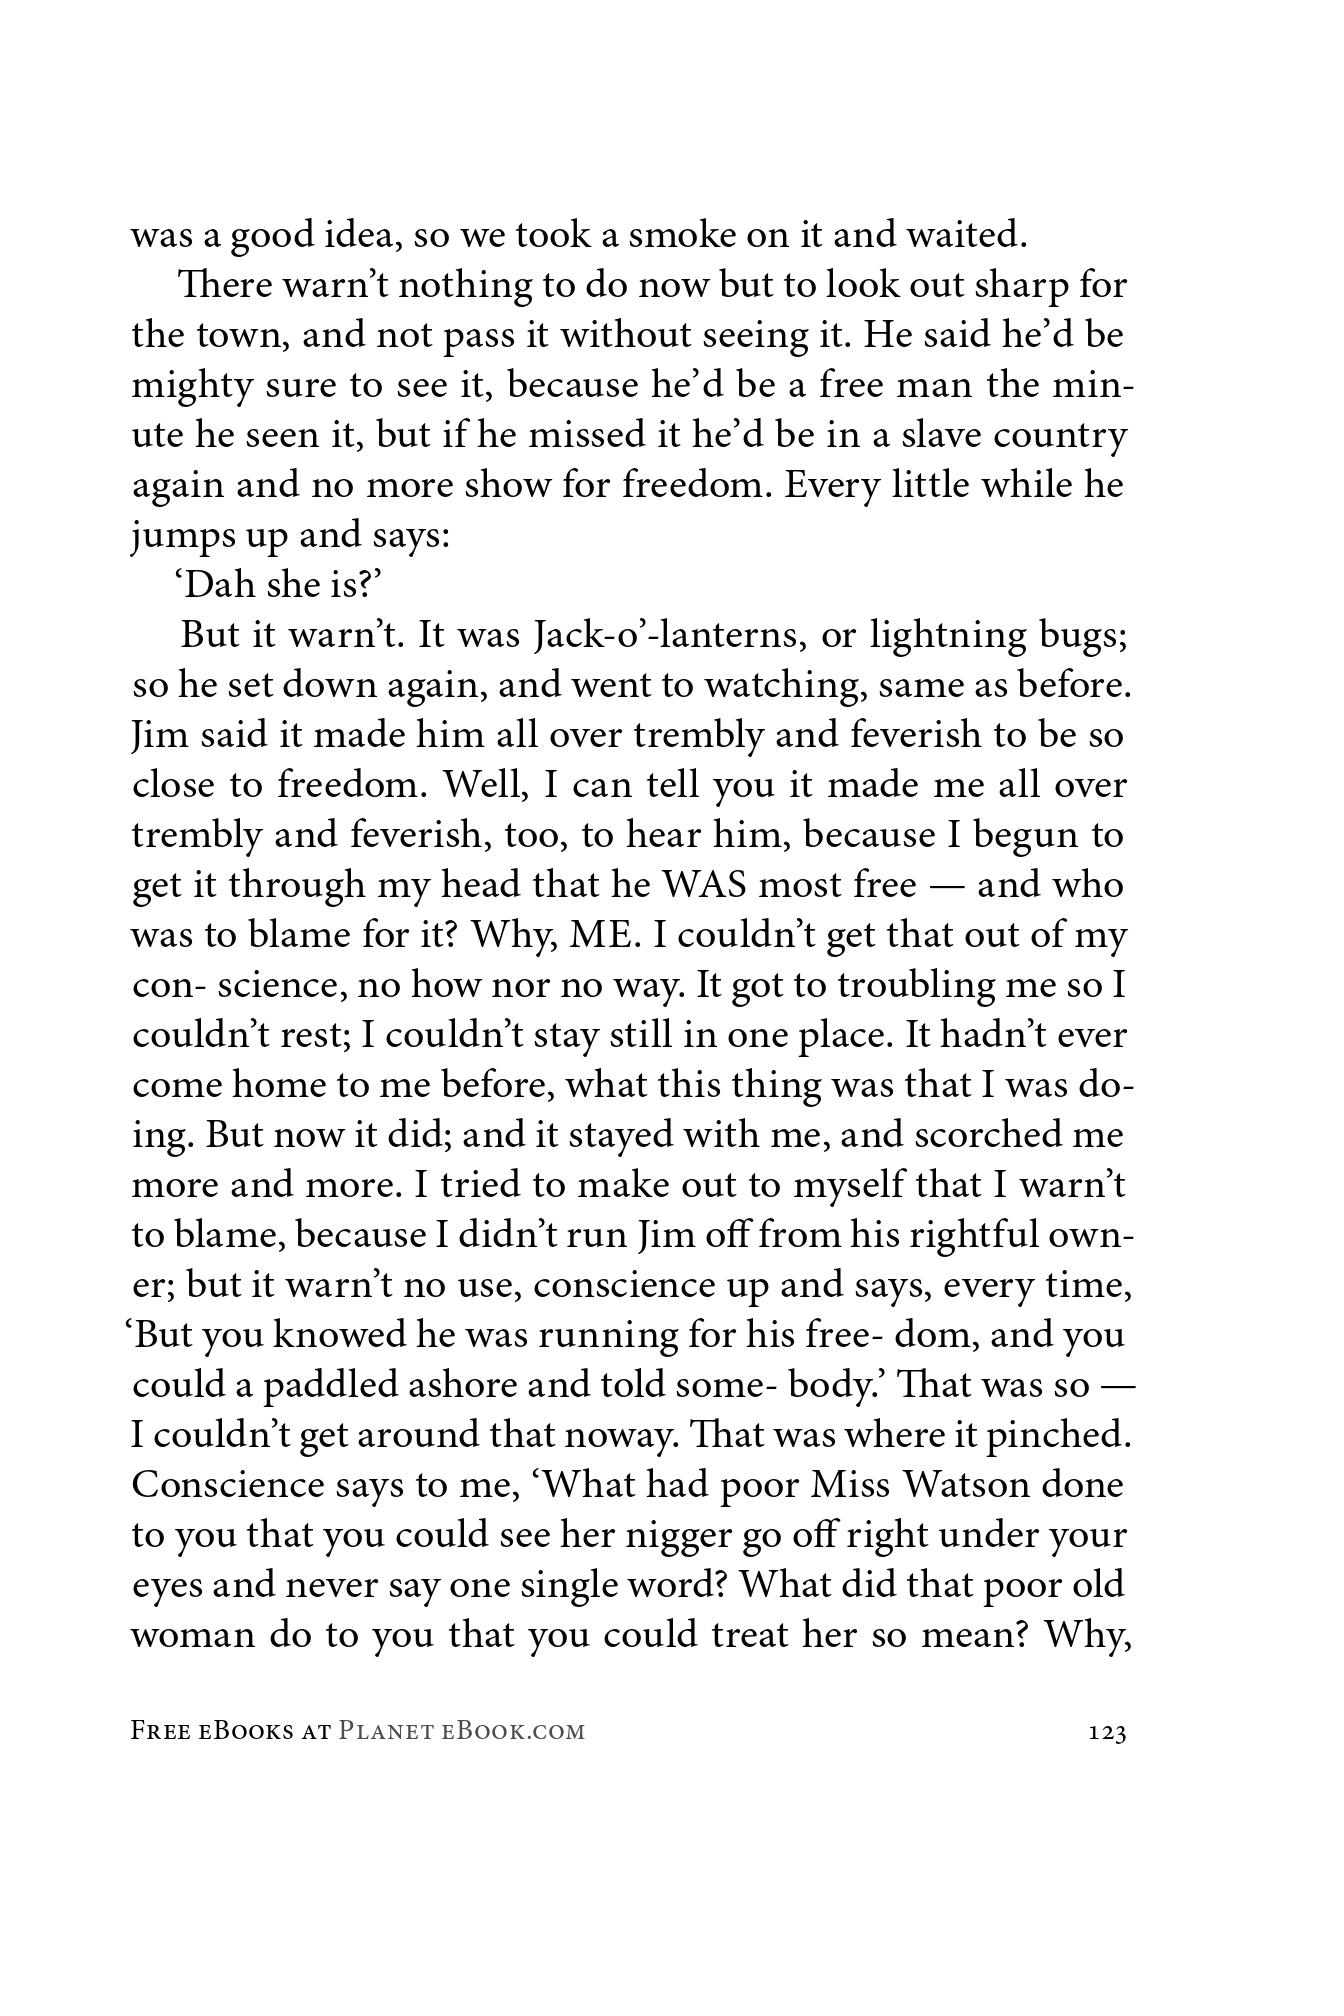 was a good idea, so we took a smoke on it and waited.
There warn’t nothing to do now but to look out sharp for
the town, and not pass it without seeing it. He said he’d be
mighty sure to see it, because he’d be a free man the min-
ute he seen it, but if he missed it he’d be in a slave country
again and no more show for freedom. Every little while he
jumps up and says:
‘Dah she is?’
But it warn’t. It was Jack-o’-lanterns, or lightning bugs;
so he set down again, and went to watching, same as before.
Jim said it made him all over trembly and feverish to be so
close to freedom. Well, I can tell you it made me all over
trembly and feverish, too, to hear him, because I begun to
get it through my head that he WAS most free — and who
was to blame for it? Why, ME. I couldn’t get that out of my
con- science, no how nor no way. It got to troubling me so I
couldn’t rest; I couldn’t stay still in one place. It hadn’t ever
come home to me before, what this thing was that I was do-
ing. But now it did; and it stayed with me, and scorched me
more and more. I tried to make out to myself that I warn’t
to blame, because I didn’t run Jim off from his rightful own-
er; but it warn’t no use, conscience up and says, every time,
‘But you knowed he was running for his free- dom, and you
could a paddled ashore and told some- body.’ That was so —
I couldn’t get around that noway. That was where it pinched.
Conscience says to me, ‘What had poor Miss Watson done
to you that you could see her nigger go off right under your
eyes and never say one single word? What did that poor old
woman do to you that you could treat her so mean? Why,
Free eBooks at Planet eBook.com 123